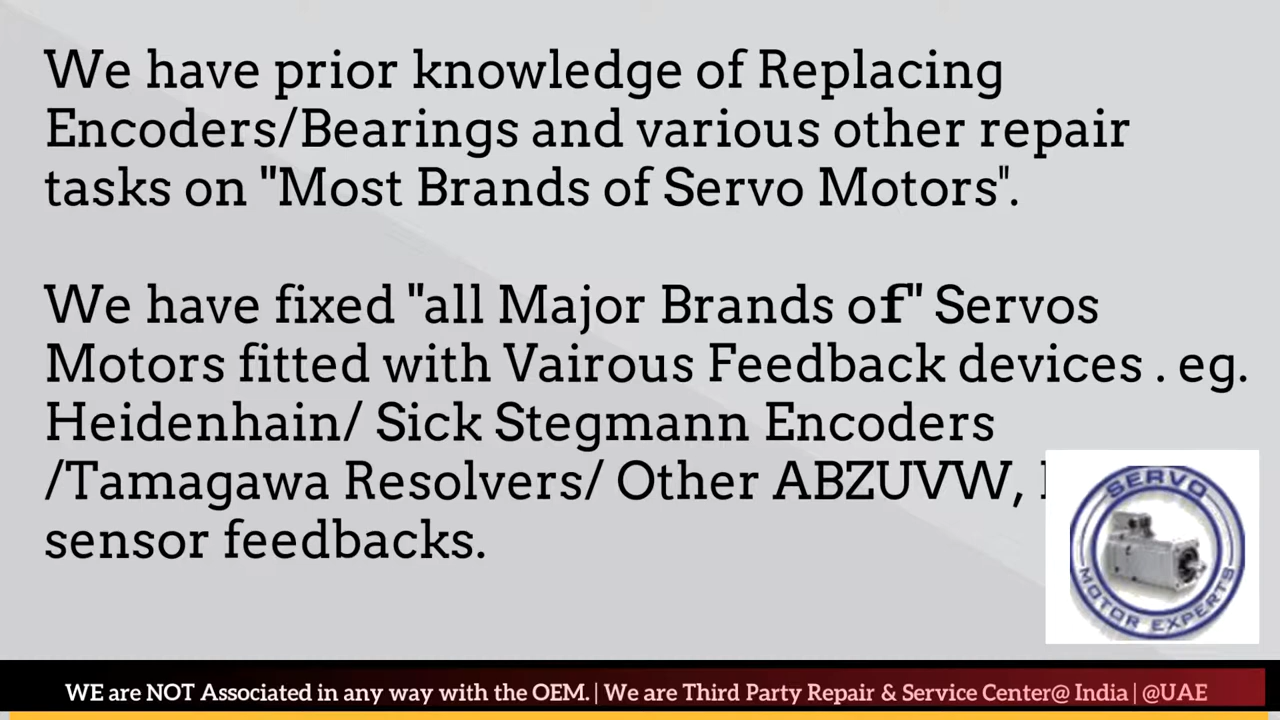 We have prior knowledge of Replacing
Encoders/Bearings and various other repair
tasks on "Most Brands of Servo Motors".
We have fixed "all Major Brands of" Servos
Motors fitted with Vairous Feedback devices . eg.
Heidenhain/ Sick Stegmann Encoders
/Tamagawa Resolvers/ Other ABZUVW,
sensor feedbacks.
SERVO
MOTOR EXPERTS
WE are NOT Associated in any way with the OEM. | We are Third Party Repair & Service Center@ India | @UAE